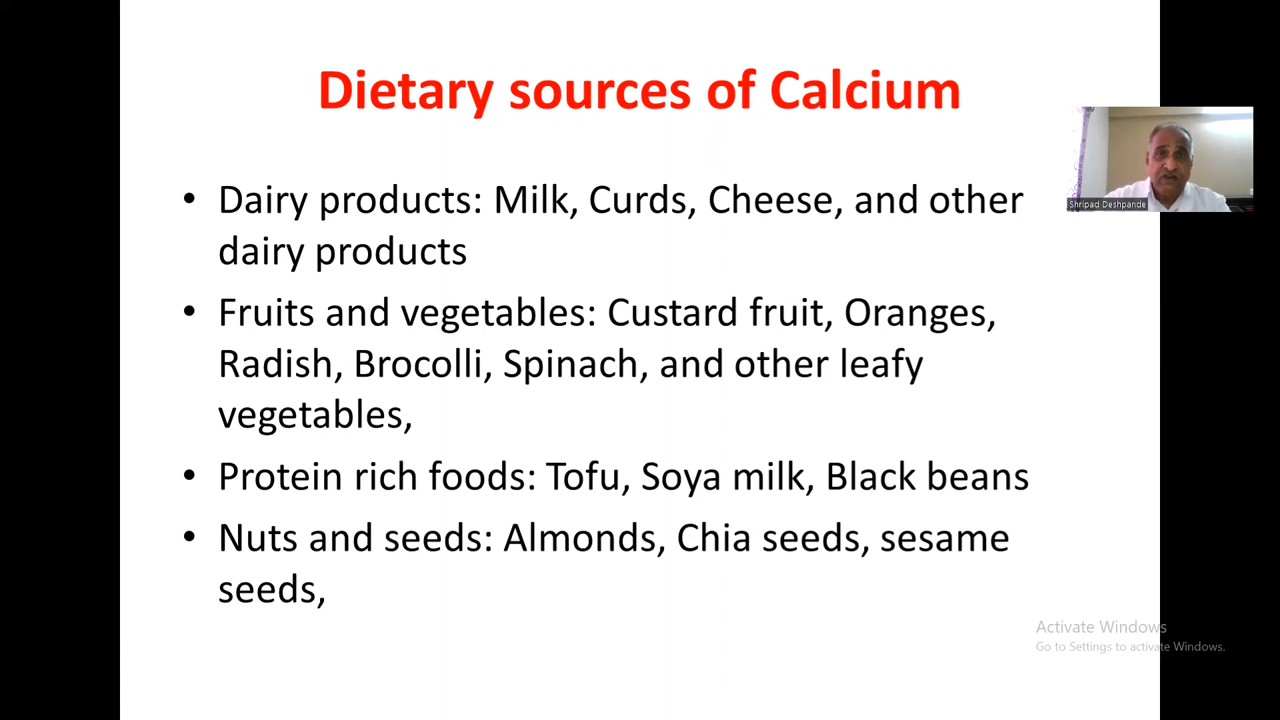 Dietary sources of Calcium
Shripad Deshpande
• Dairy products: Milk, Curds, Cheese, and other
dairy products
• Fruits and vegetables: Custard fruit, Oranges,
Radish, Brocolli, Spinach, and other leafy
vegetables,
• Protein rich foods: Tofu, Soya milk, Black beans
• Nuts and seeds: Almonds, Chia seeds, sesame
seeds,
Activate Windows
Go to Settings to activate Windows.